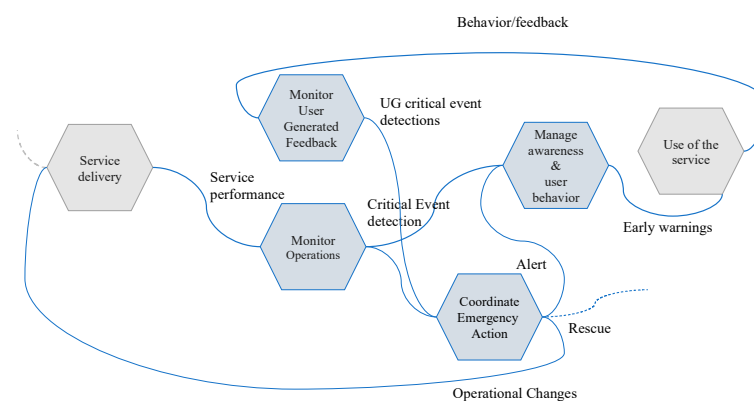 Behavior/feedback
Monitor
User
Generated
Feedback
UG critical event
detections
Service
delivery
Manage
awareness
&
user
behavior
Use of the
service
Service
performance
Critical Event
detection
Monitor
Operations
Early warnings
Alert
Coordinate
Emergency
Action
Rescue
Operational Changes